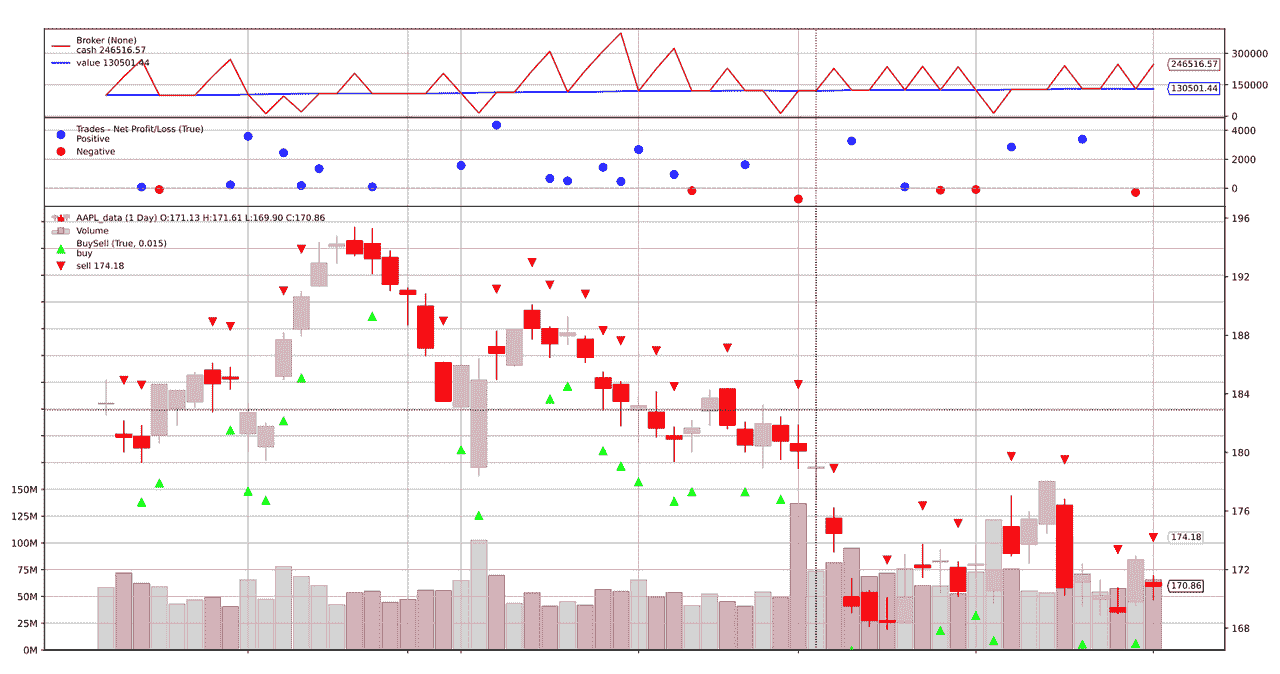 Broker (None)
cash 246516.57
value 130501.44
300000
246516.57
150000
130501.44
0
Trades - Net Profit/Loss (True)
Positive
Negative
4000
2000
0
AAPL_data (1 Day) O:171.13 H:171.61 L:169.90 C:170.86
Volume
BuySell (True, 0.015)
buy
sell 174.18
196
192
188
184
180
176
174.18
172
170.86
168
150M
125M
100M
75M
50M
25M
0M